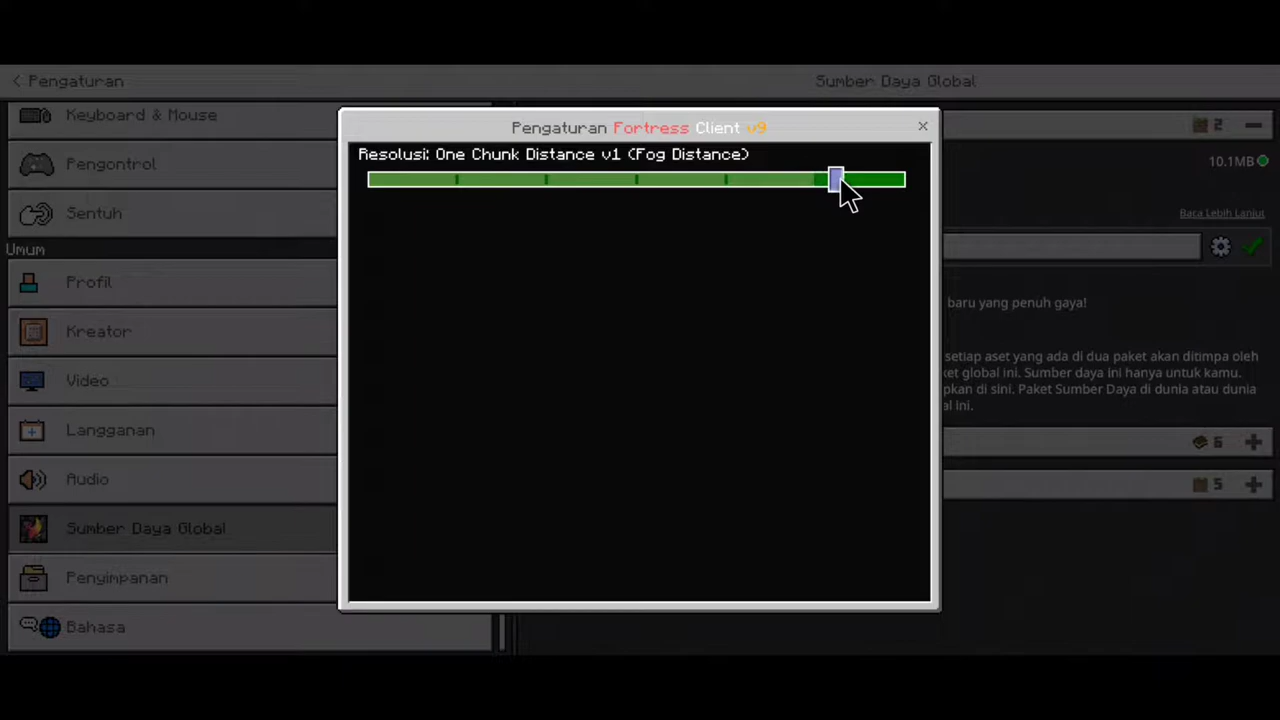 Pengaturan
Sumber Daya Global
Keyboard & Mouse
Pengontrol
Sentuh
Umum
Profil
Kreator
Video
Langganan
Audio
Sumber Daya Global
Penyimpanan
Bahasa
Pengaturan Fortress Client v9
Resolusi: One Chunk Distance v1 (Fog Distance)
2
10.1MB
Baca Lebih Lanjut
baru yang penuh gaya!
setiap aset yang ada di dua paket akan ditimpa oleh
ket global ini. Sumber daya ini hanya untuk kamu.
pkan di sini. Paket Sumber Daya di dunia atau dunia
al ini.
6
5